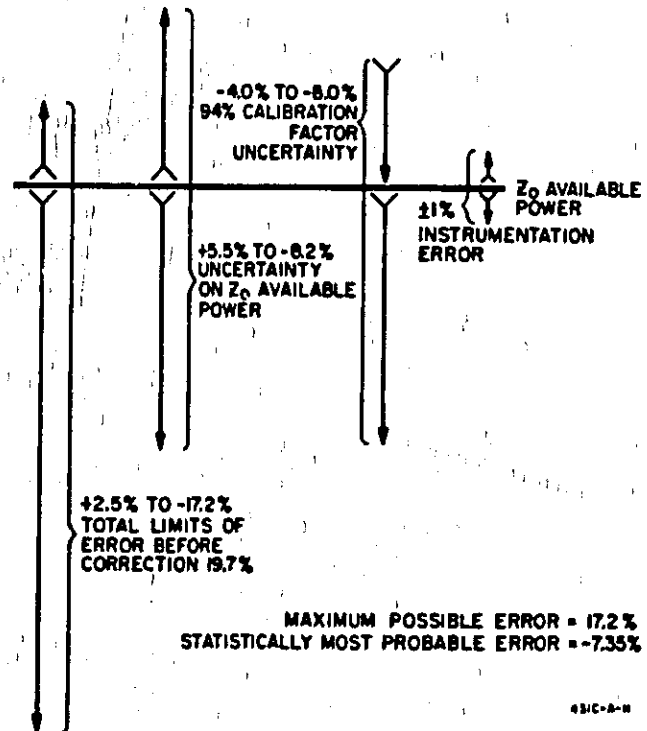 -4.0% TO -8.0%
94% CALIBRATION
FACTOR
UNCERTAINTY
Z₀ AVAILABLE
POWER
±1%
INSTRUMENTATION
ERROR
+5.5% TO -8.2%
UNCERTAINTY
ON Z₀ AVAILABLE
POWER
+2.5% TO -17.2%
TOTAL LIMITS OF
ERROR BEFORE
CORRECTION 19.7%
MAXIMUM POSSIBLE ERROR = 17.2%
STATISTICALLY MOST PROBABLE ERROR = -7.35%